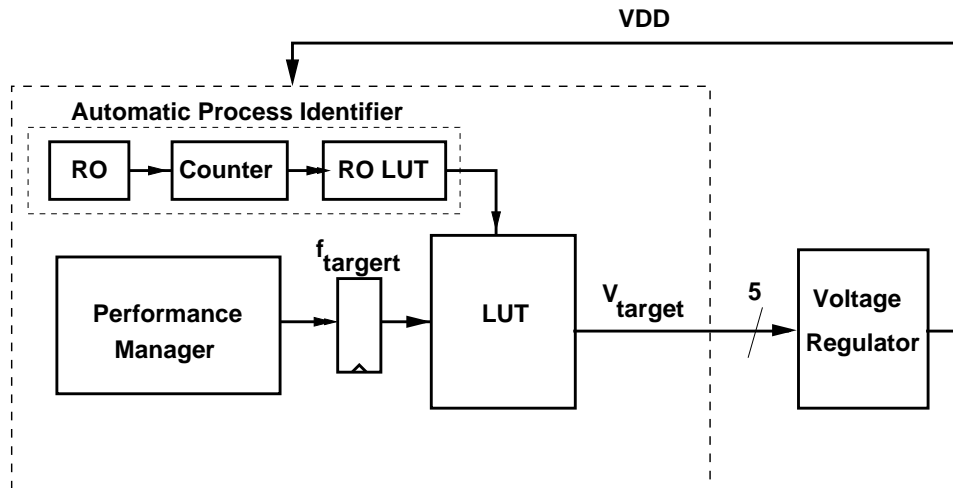 VDD
Automatic Process Identifier
RO
Counter
RO LUT
f
targert
Performance
Manager
LUT
V
target
5
Voltage
Regulator